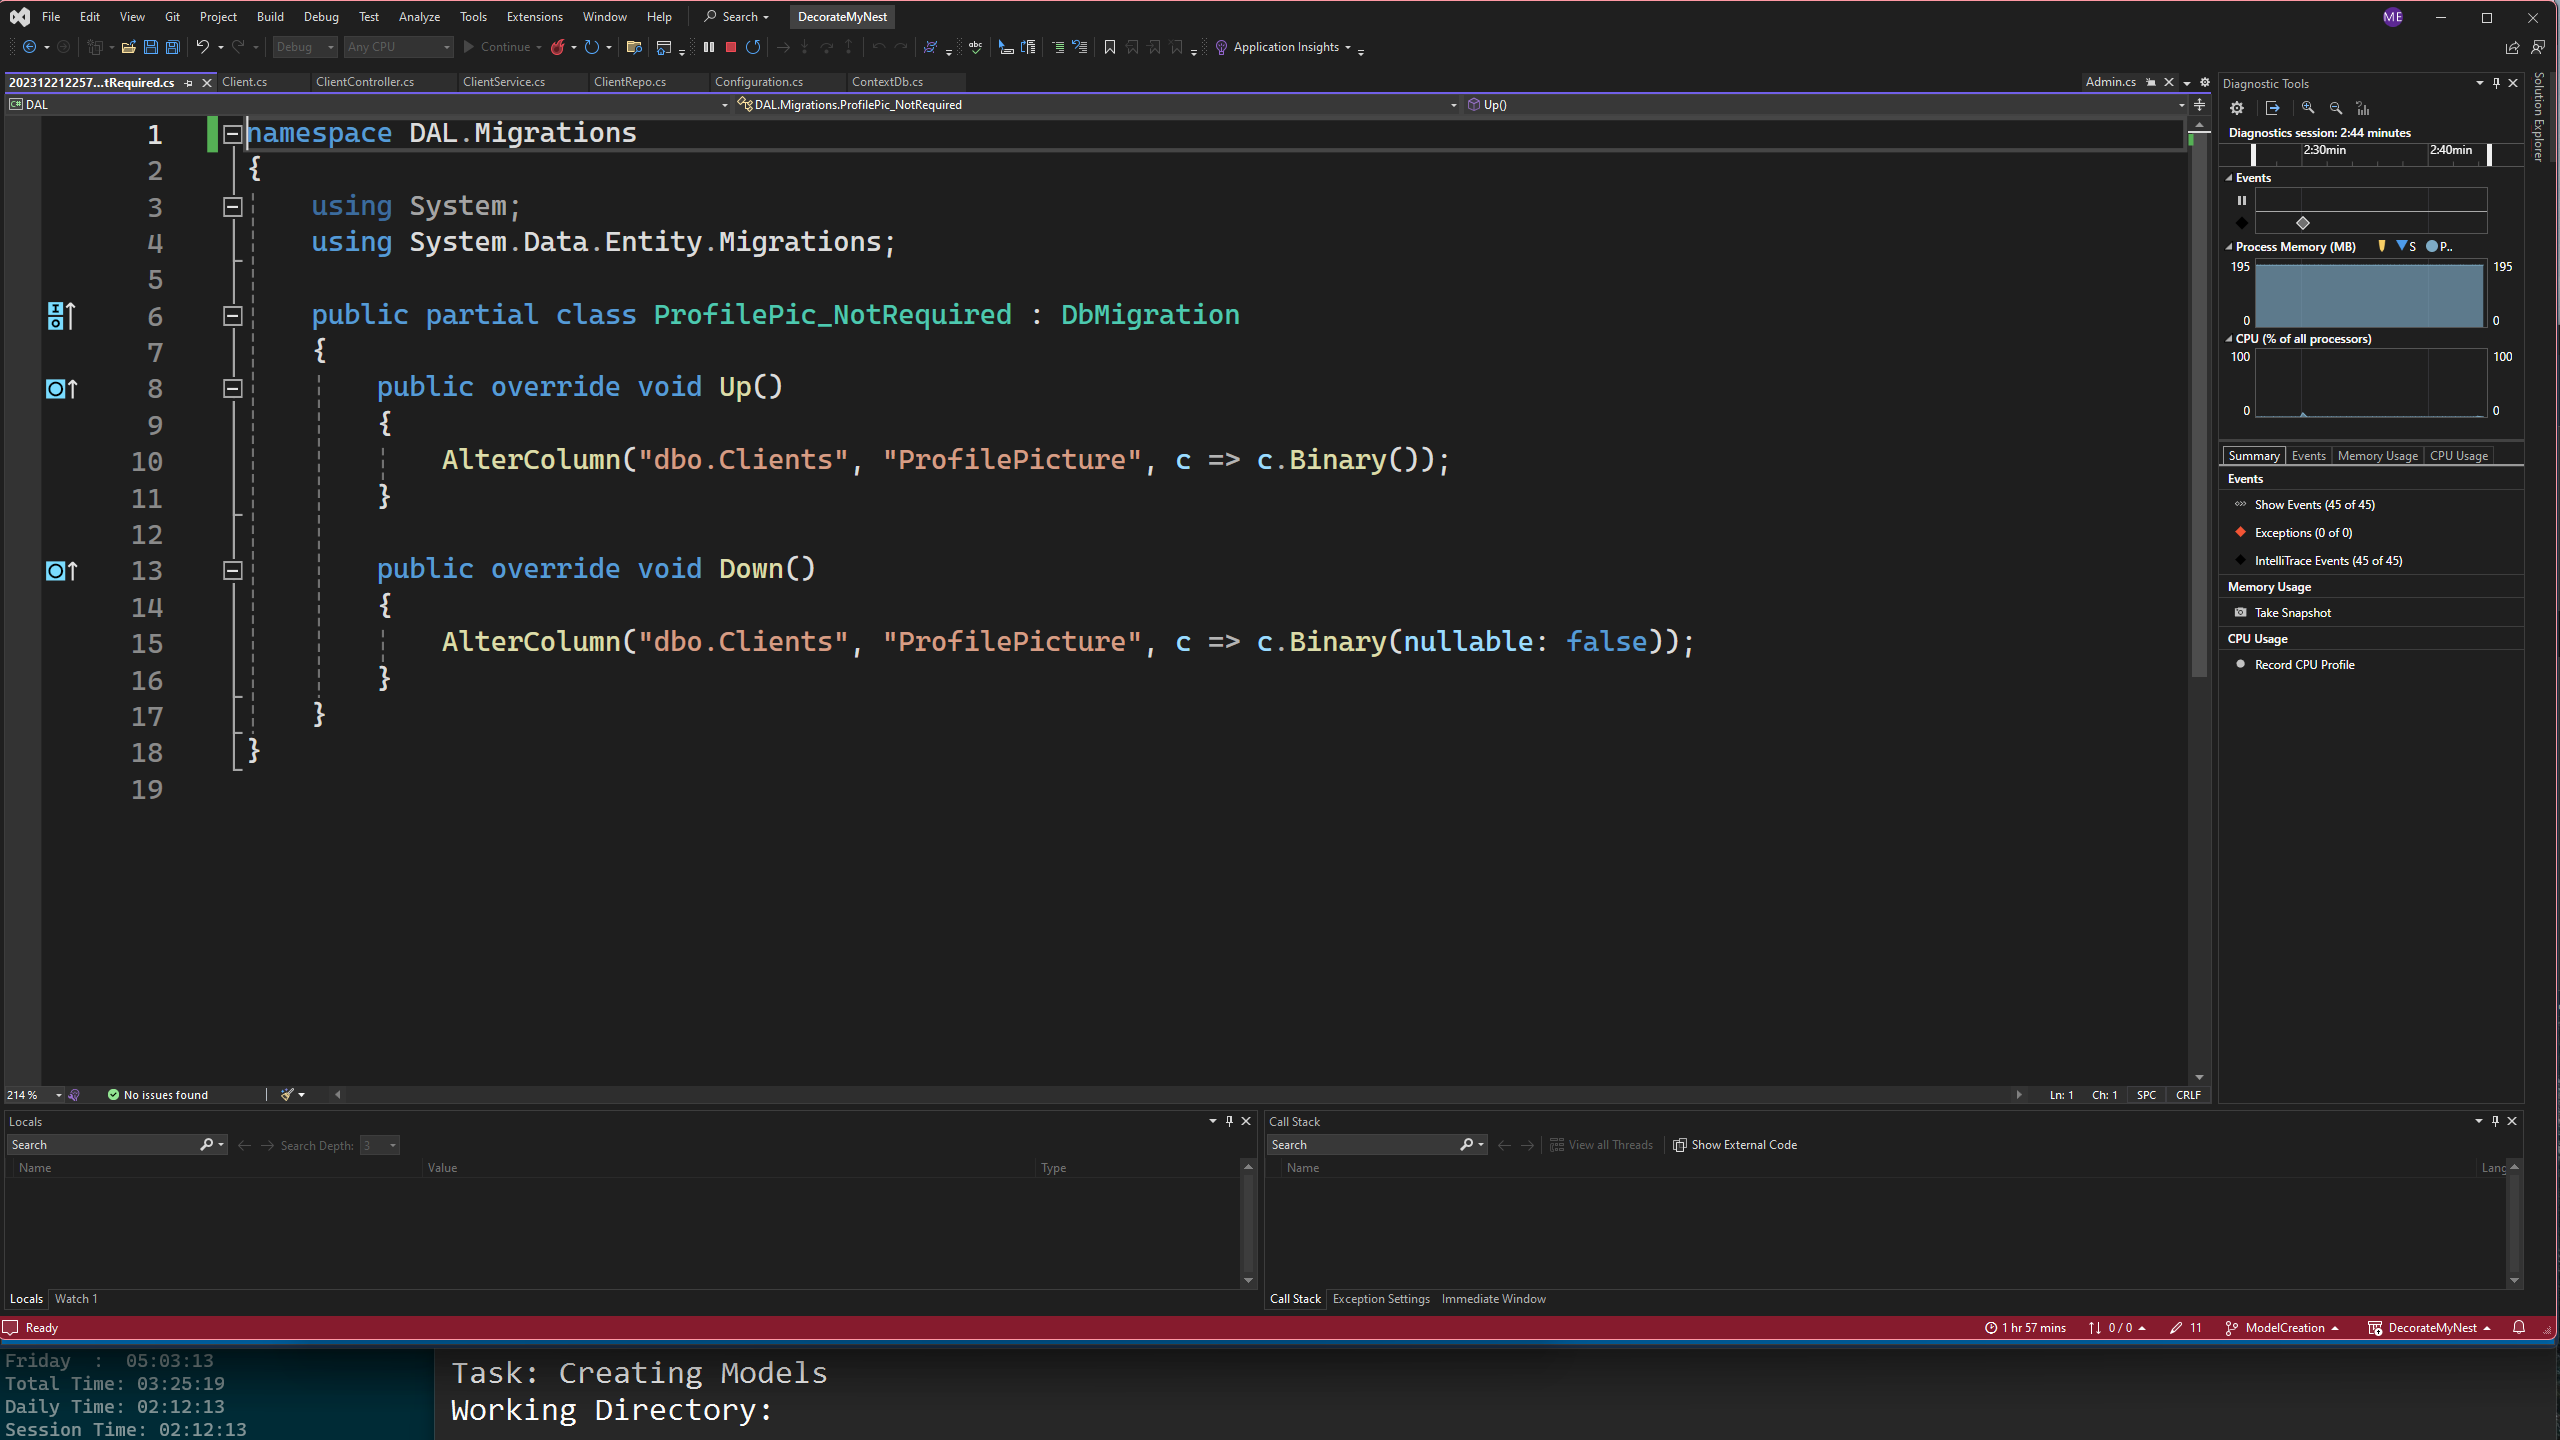 File Edit View Git Project Build Debug Test Analyze Tools Extensions Window Help Search DecorateMyNest ME
Debug Any CPU Continue Application Insights
202312212257...tRequired.cs Client.cs ClientController.cs ClientService.cs ClientRepo.cs Configuration.cs ContextDb.cs Admin.cs
DAL DAL.Migrations.ProfilePic_NotRequired Up()
1 namespace DAL.Migrations
2 {
3 using System;
4 using System.Data.Entity.Migrations;
5
6 public partial class ProfilePic_NotRequired : DbMigration
7 {
8 public override void Up()
9 {
10 AlterColumn("dbo.Clients", "ProfilePicture", c => c.Binary());
11 }
12
13 public override void Down()
14 {
15 AlterColumn("dbo.Clients", "ProfilePicture", c => c.Binary(nullable: false));
16 }
17 }
18 }
19
214 % No issues found Ln: 1 Ch: 1 SPC CRLF
Diagnostic Tools
Diagnostics session: 2:44 minutes
2:30min 2:40min
Events
Process Memory (MB) S P..
195 195
0 0
CPU (% of all processors)
100 100
0 0
Summary Events Memory Usage CPU Usage
Events
Show Events (45 of 45)
Exceptions (0 of 0)
IntelliTrace Events (45 of 45)
Memory Usage
Take Snapshot
CPU Usage
Record CPU Profile
Solution Explorer
Locals
Search Search Depth: 3
Name Value Type
Locals Watch 1
Call Stack
Search View all Threads Show External Code
Name Lang
Call Stack Exception Settings Immediate Window
Ready 1 hr 57 mins 0 / 0 11 ModelCreation DecorateMyNest
Friday : 05:03:13
Total Time: 03:25:19
Daily Time: 02:12:13
Session Time: 02:12:13
Task: Creating Models
Working Directory: